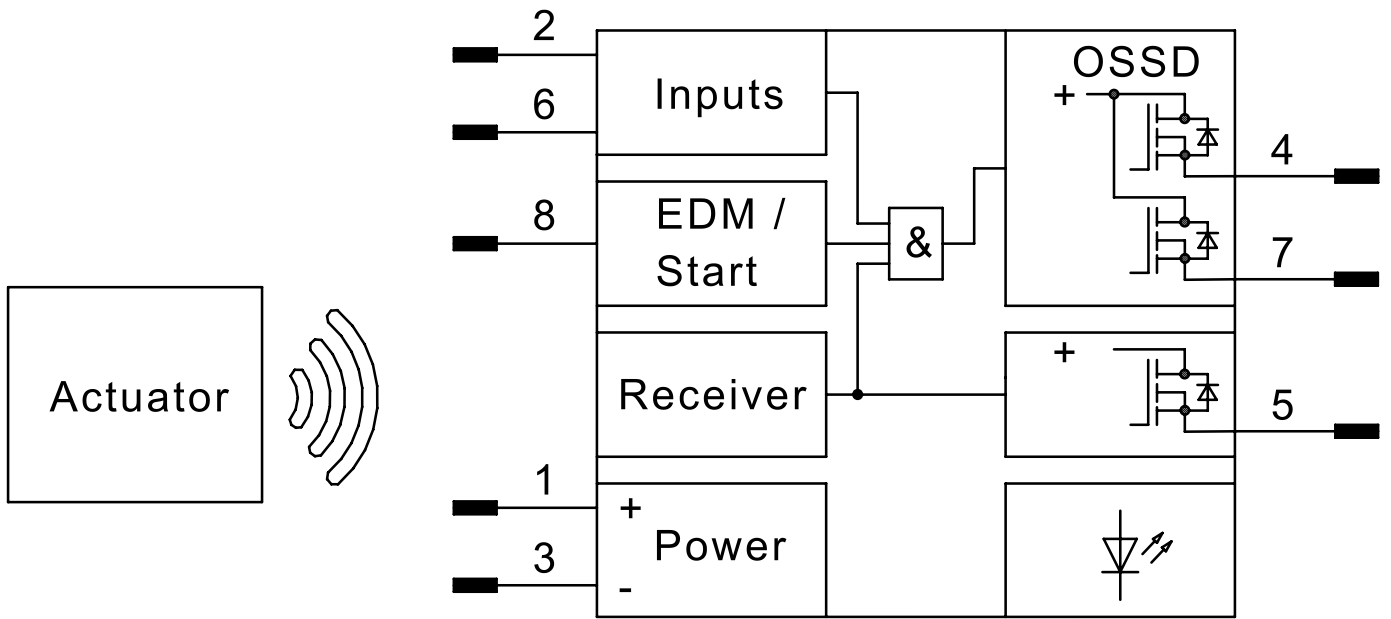 2
Inputs
6
8
EDM /
Start
&
OSSD
+
4
7
Actuator
Receiver
+
5
1
+
Power
3
-